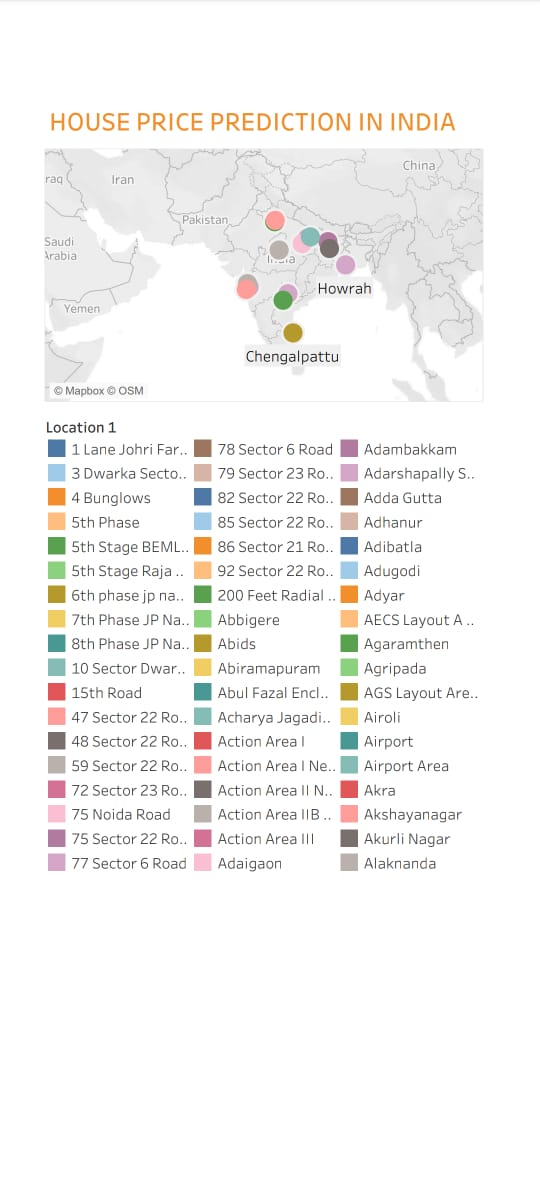 HOUSE PRICE PREDICTION IN INDIA
China
Iran
Pakistan
Saudi
Arabia
India
Howrah
Yemen
Chengalpattu
© Mapbox © OSM
Location 1
1 Lane Johri Far.. 78 Sector 6 Road Adambakkam
3 Dwarka Secto.. 79 Sector 23 Ro.. Adarshapally S..
4 Bunglows 82 Sector 22 Ro.. Adda Gutta
5th Phase 85 Sector 22 Ro.. Adhanur
5th Stage BEML.. 86 Sector 21 Ro.. Adibatla
5th Stage Raja .. 92 Sector 22 Ro.. Adugodi
6th phase jp na.. 200 Feet Radial .. Adyar
7th Phase JP Na.. Abbigere AECS Layout A ..
8th Phase JP Na.. Abids Agaramthen
10 Sector Dwar.. Abiramapuram Agripada
15th Road Abul Fazal Encl.. AGS Layout Are..
47 Sector 22 Ro.. Acharya Jagadi.. Airoli
48 Sector 22 Ro.. Action Area I Airport
59 Sector 22 Ro.. Action Area I Ne.. Airport Area
72 Sector 23 Ro.. Action Area II N.. Akra
75 Noida Road Action Area IIB .. Akshayanagar
75 Sector 22 Ro.. Action Area III Akurli Nagar
77 Sector 6 Road Adaigaon Alaknanda